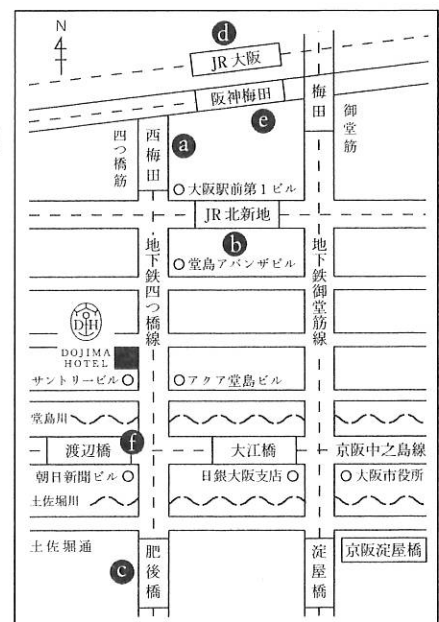 N
d
JR 大阪
阪神梅田
梅田
御堂筋
e
四つ橋筋
西梅田
a
大阪駅前第1ビル
JR 北新地
b
堂島アバンザビル
地下鉄四つ橋線
地下鉄御堂筋線
D H
DOJIMA
HOTEL
サントリービル
アクア堂島ビル
堂島川
渡辺橋
f
大江橋
京阪中之島線
朝日新聞ビル
日銀大阪支店
大阪市役所
土佐堀川
土佐堀通
c
肥後橋
淀屋橋
京阪淀屋橋